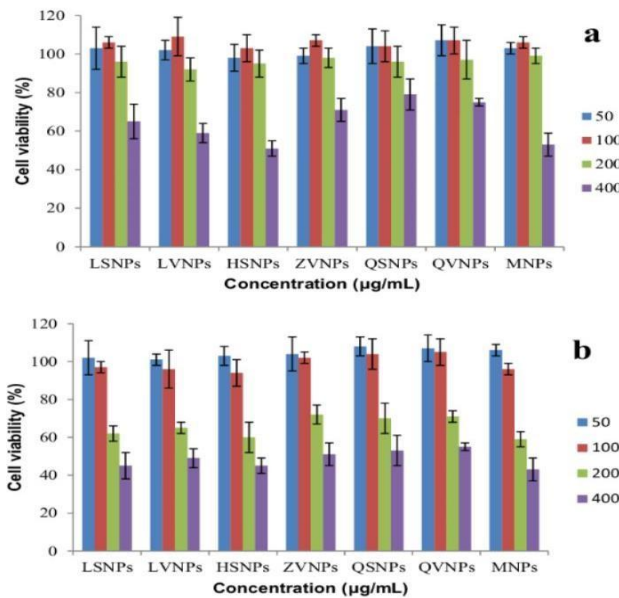 120
a
100
80
60
40
20
0
Cell viability (%)
50
100
200
400
LSNPs LVNPs HSNPs ZVNPs QSNPs QVNPs MNPs
Concentration (µg/mL)
120
b
100
80
60
40
20
0
Cell viability (%)
50
100
200
400
LSNPs LVNPs HSNPs ZVNPs QSNPs QVNPs MNPs
Concentration (µg/mL)